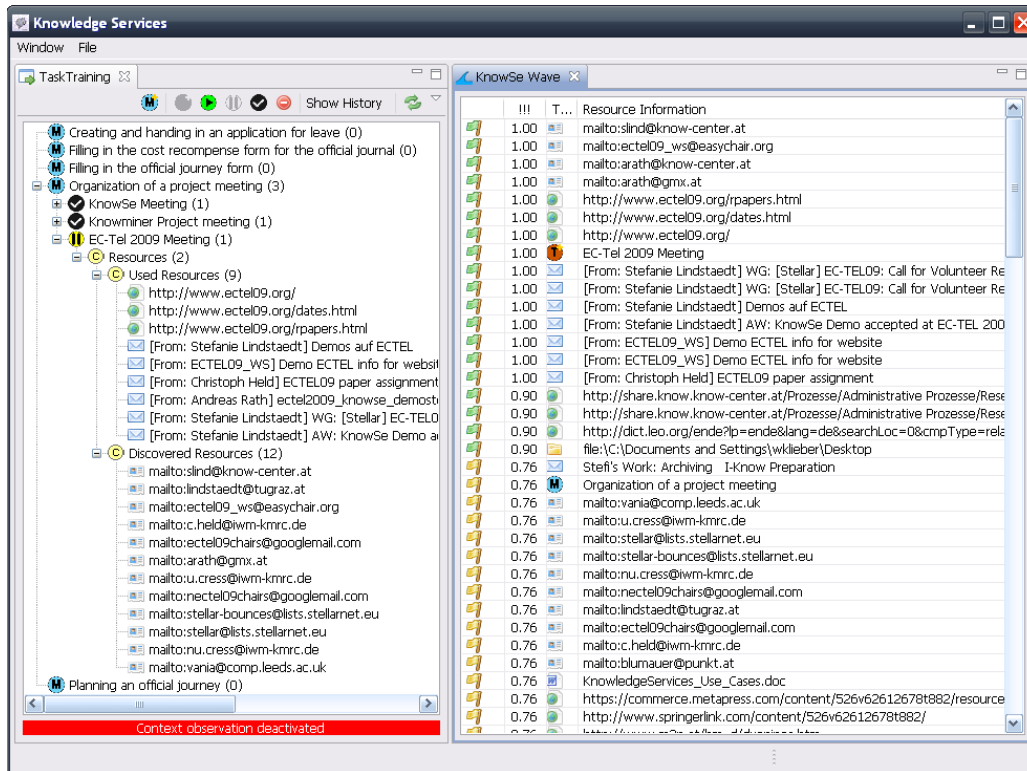 Knowledge Services
Window File
TaskTraining
Show History
Creating and handing in an application for leave (0)
Filling in the cost recompense form for the official journal (0)
Filling in the official journey form (0)
Organization of a project meeting (3)
KnowSe Meeting (1)
Knowminer Project meeting (1)
EC-Tel 2009 Meeting (1)
Resources (2)
Used Resources (9)
http://www.ectel09.org/
http://www.ectel09.org/dates.html
http://www.ectel09.org/rpapers.html
[From: Stefanie Lindstaedt] Demos auf ECTEL
[From: ECTEL09_WS] Demo ECTEL info for websit
[From: Christoph Held] ECTEL09 paper assignment
[From: Andreas Rath] ectel2009_knowse_demost
[From: Stefanie Lindstaedt] WG: [Stellar] EC-TEL0
[From: Stefanie Lindstaedt] AW: KnowSe Demo a
Discovered Resources (12)
mailto:slind@know-center.at
mailto:lindstaedt@tugraz.at
mailto:ectel09_ws@easychair.org
mailto:c.held@iwm-kmrc.de
mailto:ectel09chairs@googlemail.com
mailto:arath@gmx.at
mailto:u.cress@iwm-kmrc.de
mailto:nectel09chairs@googlemail.com
mailto:stellar-bounces@lists.stellarnet.eu
mailto:stellar@lists.stellarnet.eu
mailto:nu.cress@iwm-kmrc.de
mailto:vania@comp.leeds.ac.uk
Planning an official journey (0)
Context observation deactivated
KnowSe Wave
!!! T... Resource Information
1.00 mailto:slind@know-center.at
1.00 mailto:ectel09_ws@easychair.org
1.00 mailto:arath@know-center.at
1.00 mailto:arath@gmx.at
1.00 http://www.ectel09.org/rpapers.html
1.00 http://www.ectel09.org/dates.html
1.00 http://www.ectel09.org/
1.00 EC-Tel 2009 Meeting
1.00 [From: Stefanie Lindstaedt] WG: [Stellar] EC-TEL09: Call for Volunteer Re
1.00 [From: Stefanie Lindstaedt] WG: [Stellar] EC-TEL09: Call for Volunteer Re
1.00 [From: Stefanie Lindstaedt] Demos auf ECTEL
1.00 [From: Stefanie Lindstaedt] AW: KnowSe Demo accepted at EC-TEL 200
1.00 [From: ECTEL09_WS] Demo ECTEL info for website
1.00 [From: ECTEL09_WS] Demo ECTEL info for website
1.00 [From: Christoph Held] ECTEL09 paper assignment
0.90 http://share.know.know-center.at/Prozesse/Administrative Prozesse/Rese
0.90 http://share.know.know-center.at/Prozesse/Administrative Prozesse/Rese
0.90 http://dict.leo.org/ende?lp=ende&lang=de&searchLoc=0&cmpType=rela
0.90 file:\C:\Documents and Settings\wklieber\Desktop
0.76 Stefi's Work: Archiving I-Know Preparation
0.76 Organization of a project meeting
0.76 mailto:vania@comp.leeds.ac.uk
0.76 mailto:u.cress@iwm-kmrc.de
0.76 mailto:stellar@lists.stellarnet.eu
0.76 mailto:stellar-bounces@lists.stellarnet.eu
0.76 mailto:nu.cress@iwm-kmrc.de
0.76 mailto:nectel09chairs@googlemail.com
0.76 mailto:lindstaedt@tugraz.at
0.76 mailto:ectel09chairs@googlemail.com
0.76 mailto:c.held@iwm-kmrc.de
0.76 mailto:blumauer@punkt.at
0.76 KnowledgeServices_Use_Cases.doc
0.76 https://commerce.metapress.com/content/526v62612678t882/resource
0.76 http://www.springerlink.com/content/526v62612678t882/